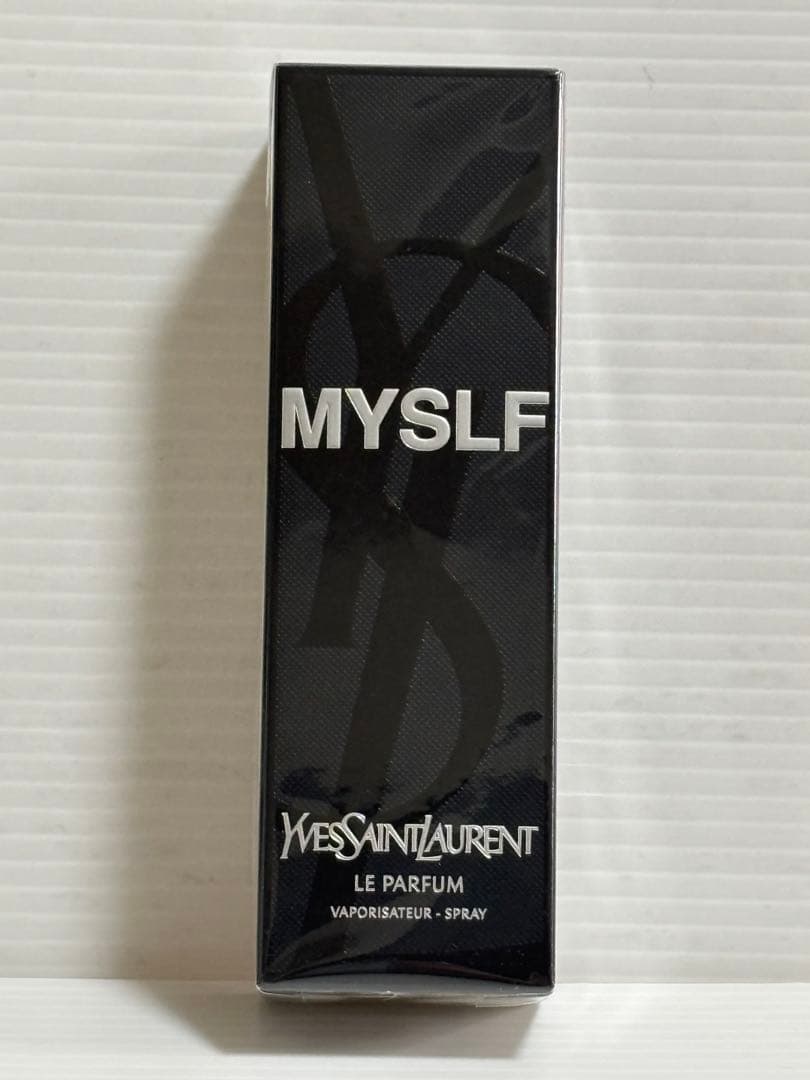 MYSLF
YVESSAINTLAURENT
LE PARFUM
VAPORISATEUR - SPRAY